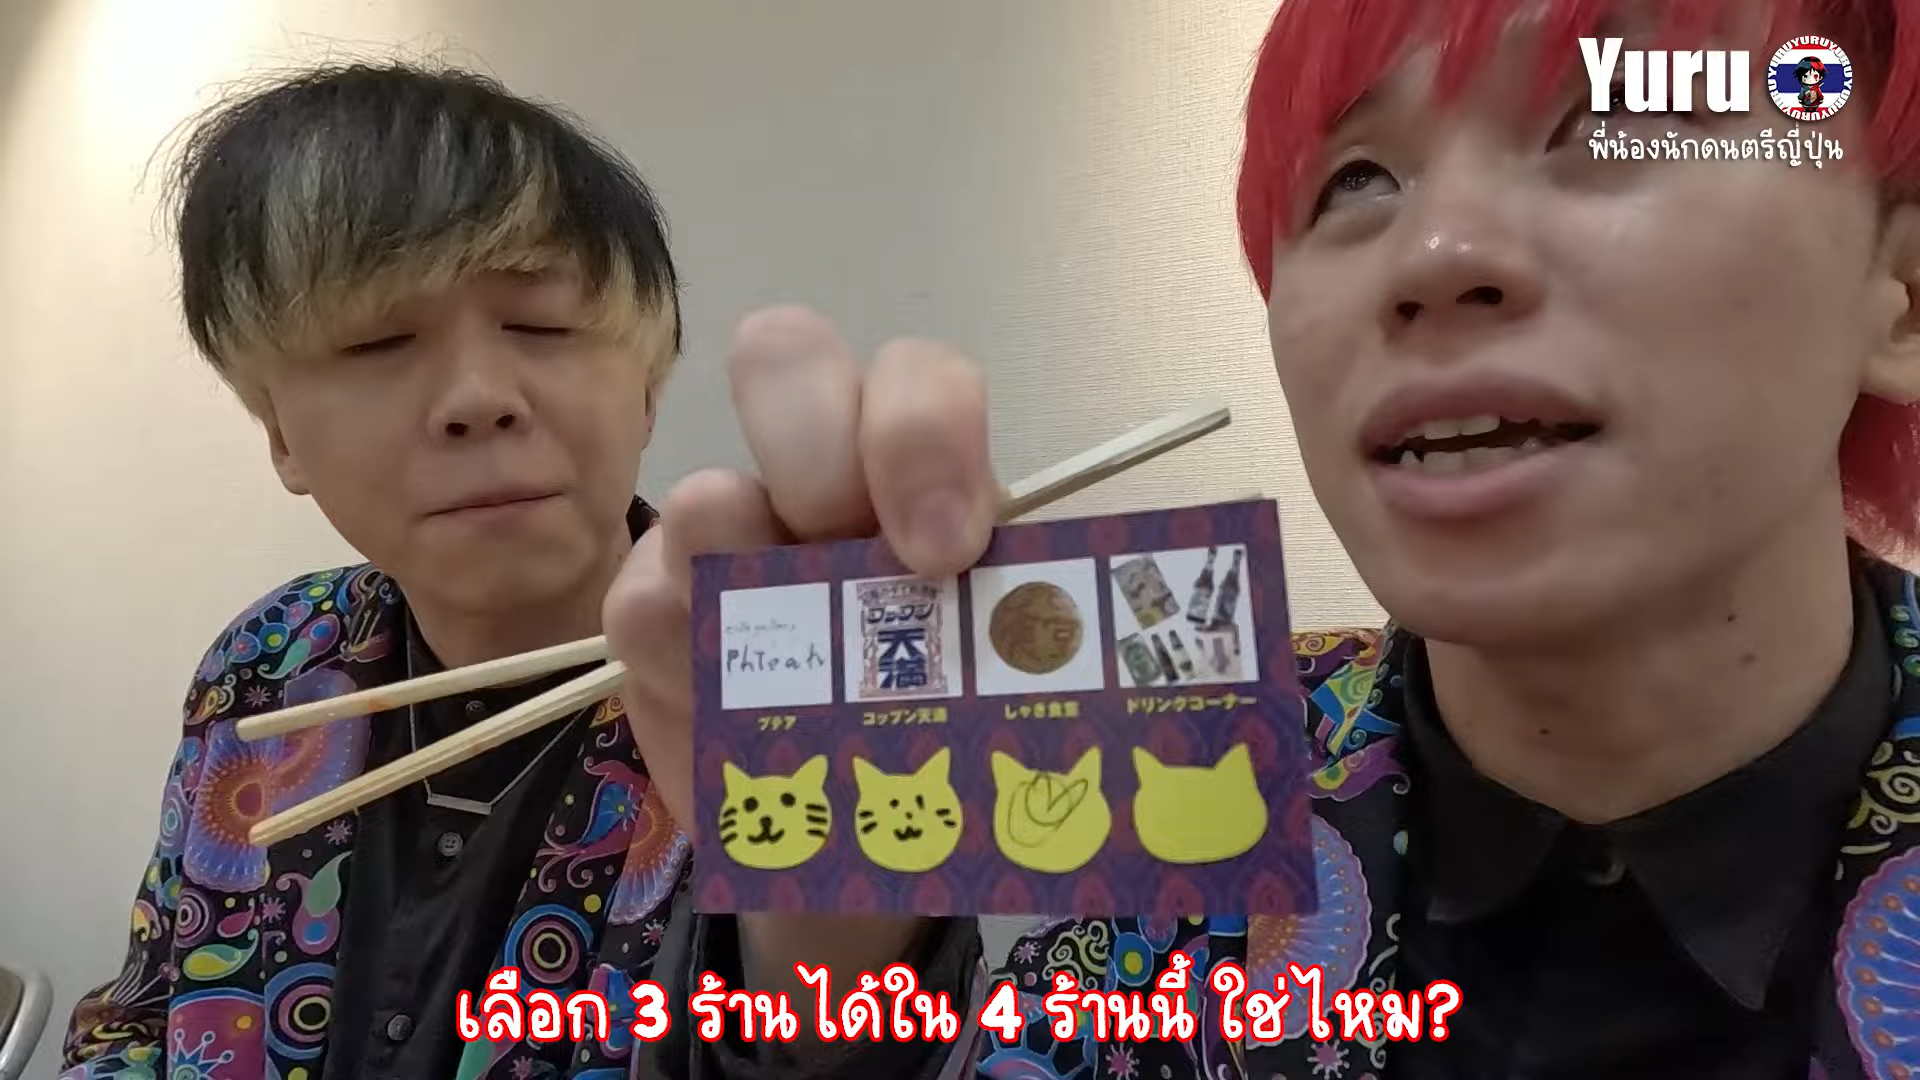 Yuru
พี่น้องนักดนตรีญี่ปุ่น
Phteah
コップン
天満
プテア
コップン天満
しゃき食堂
ドリンクコーナー
เลือก 3 ร้านได้ใน 4 ร้านนี้ ใช่ไหม?